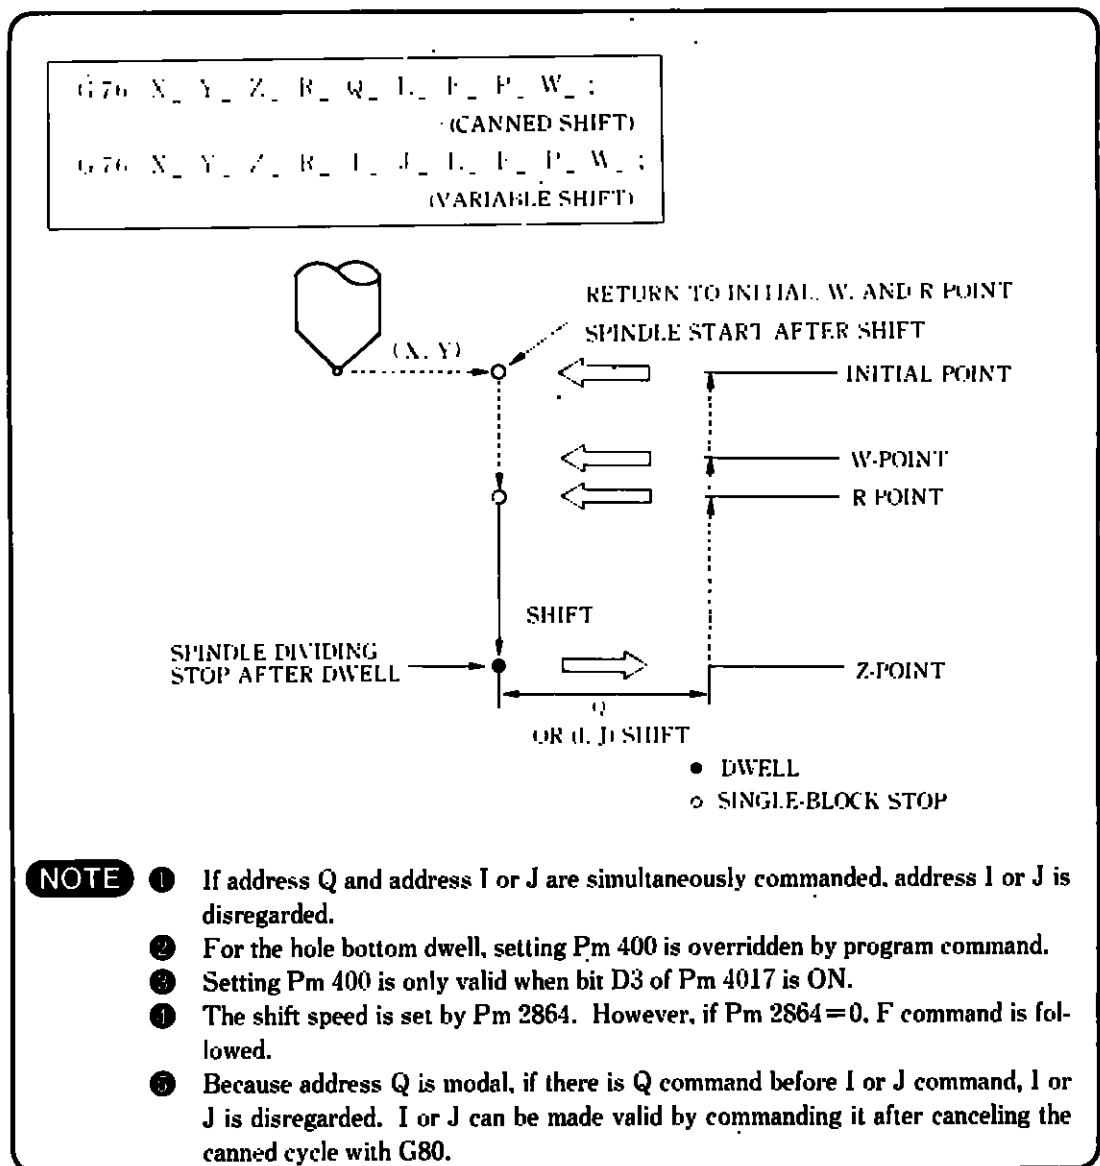 G76 X_ Y_ Z_ R_ Q_ L_ F_ P_ W_ ;
(CANNED SHIFT)
G76 X_ Y_ Z_ R_ I_ J_ L_ F_ P_ W_ ;
(VARIABLE SHIFT)
RETURN TO INITIAL, W, AND R POINT
SPINDLE START AFTER SHIFT
(X, Y)
INITIAL POINT
W-POINT
R POINT
SHIFT
SPINDLE DIVIDING
STOP AFTER DWELL
Z-POINT
Q
OR (I, J) SHIFT
● DWELL
○ SINGLE-BLOCK STOP
NOTE ❶ If address Q and address I or J are simultaneously commanded, address I or J is
disregarded.
❷ For the hole bottom dwell, setting Pm 400 is overridden by program command.
❸ Setting Pm 400 is only valid when bit D3 of Pm 4017 is ON.
❹ The shift speed is set by Pm 2864. However, if Pm 2864=0, F command is fol-
lowed.
❺ Because address Q is modal, if there is Q command before I or J command, I or
J is disregarded. I or J can be made valid by commanding it after canceling the
canned cycle with G80.